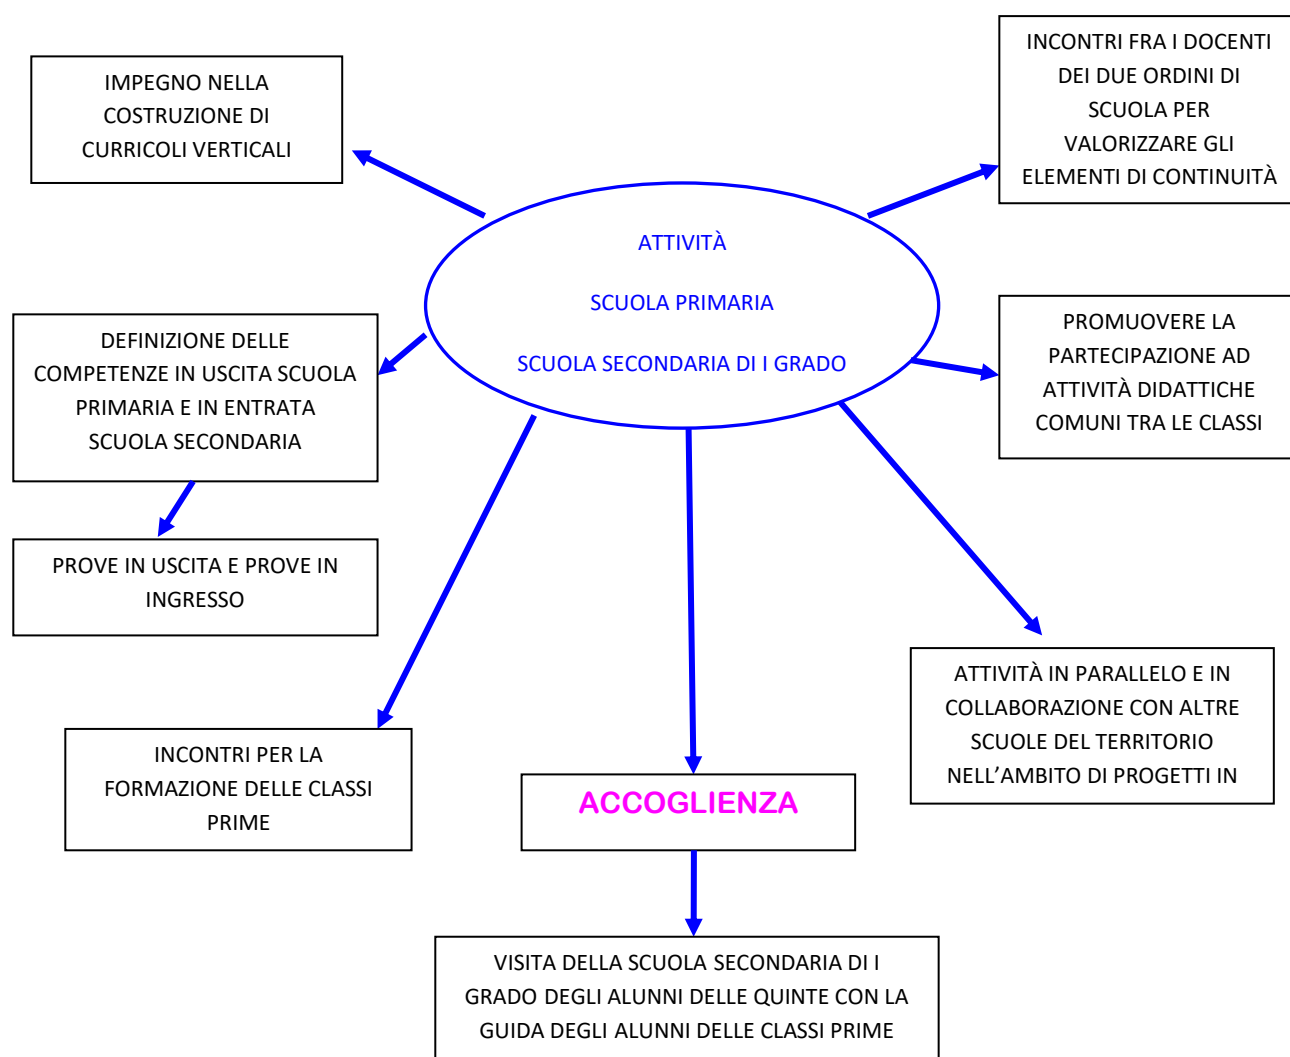 IMPEGNO NELLA
COSTRUZIONE DI
CURRICOLI VERTICALI
INCONTRI FRA I DOCENTI
DEI DUE ORDINI DI
SCUOLA PER
VALORIZZARE GLI
ELEMENTI DI CONTINUITÀ
ATTIVITÀ
SCUOLA PRIMARIA
SCUOLA SECONDARIA DI I GRADO
DEFINIZIONE DELLE
COMPETENZE IN USCITA SCUOLA
PRIMARIA E IN ENTRATA
SCUOLA SECONDARIA
PROMUOVERE LA
PARTECIPAZIONE AD
ATTIVITÀ DIDATTICHE
COMUNI TRA LE CLASSI
PROVE IN USCITA E PROVE IN
INGRESSO
ATTIVITÀ IN PARALLELO E IN
COLLABORAZIONE CON ALTRE
SCUOLE DEL TERRITORIO
NELL’AMBITO DI PROGETTI IN
INCONTRI PER LA
FORMAZIONE DELLE CLASSI
PRIME
ACCOGLIENZA
VISITA DELLA SCUOLA SECONDARIA DI I
GRADO DEGLI ALUNNI DELLE QUINTE CON LA
GUIDA DEGLI ALUNNI DELLE CLASSI PRIME